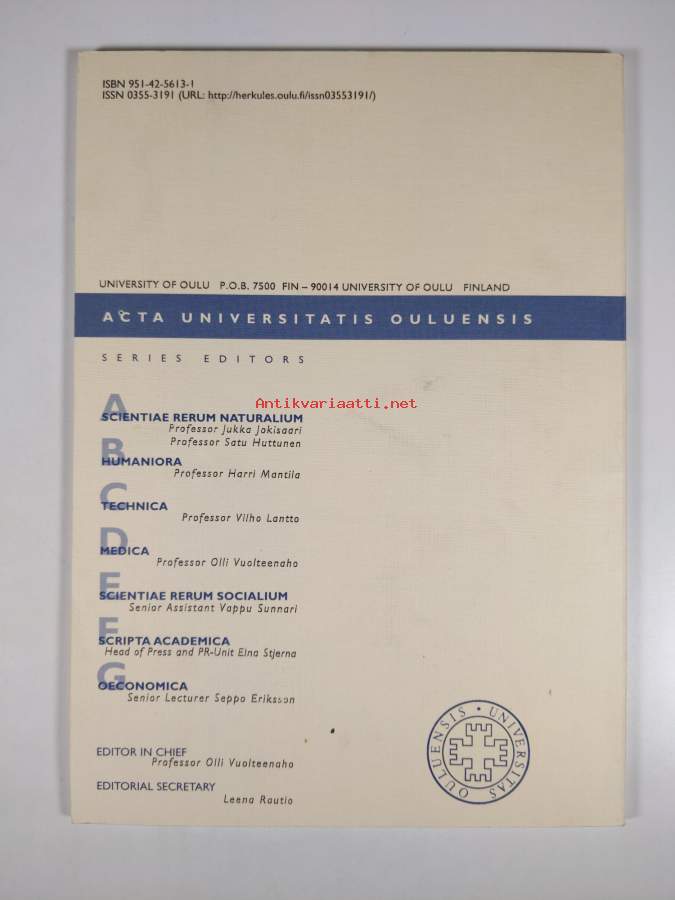 ISBN 951-42-5613-1
ISSN 0355-3191 (URL: http://herkules.oulu.fi/issn03553191/)
UNIVERSITY OF OULU P.O.B. 7500 FIN – 90014 UNIVERSITY OF OULU FINLAND
ACTA UNIVERSITATIS OULUENSIS
SERIES EDITORS
Antikvariaatti.net
A
SCIENTIAE RERUM NATURALIUM
Professor Jukka Jokisaari
Professor Satu Huttunen
B
HUMANIORA
Professor Harri Mantila
C
TECHNICA
Professor Vilho Lantto
D
MEDICA
Professor Olli Vuolteenaho
E
SCIENTIAE RERUM SOCIALIUM
Senior Assistant Vappu Sunnari
F
SCRIPTA ACADEMICA
Head of Press and PR-Unit Elna Stjerna
G
OECONOMICA
Senior Lecturer Seppo Eriksson
EDITOR IN CHIEF
Professor Olli Vuolteenaho
EDITORIAL SECRETARY
Leena Rautio
UNIVERSITAS OULUENSIS